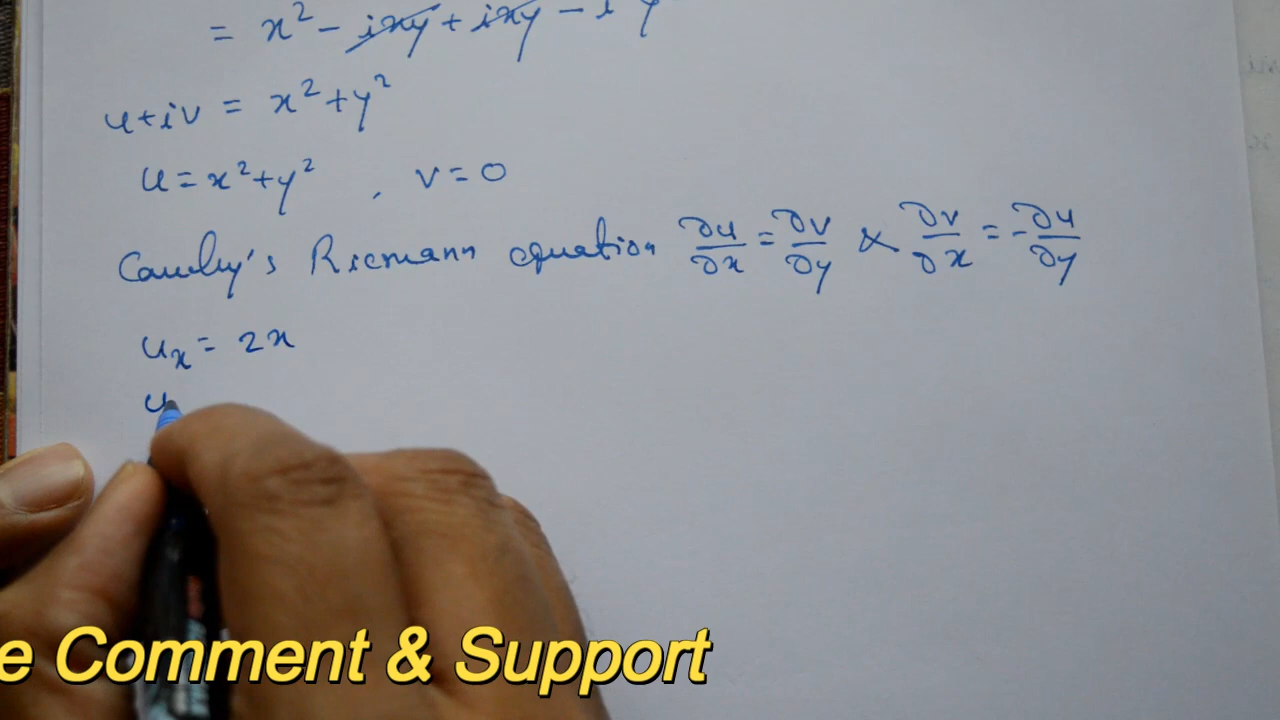 = x² - ixy + ixy - i y
u+iv = x²+y²
u=x²+y² , v=0
Cauchy's Riemann equation ∂u/∂x = ∂v/∂y & ∂v/∂x = -∂u/∂y
uₓ = 2x
u
e Comment & Support